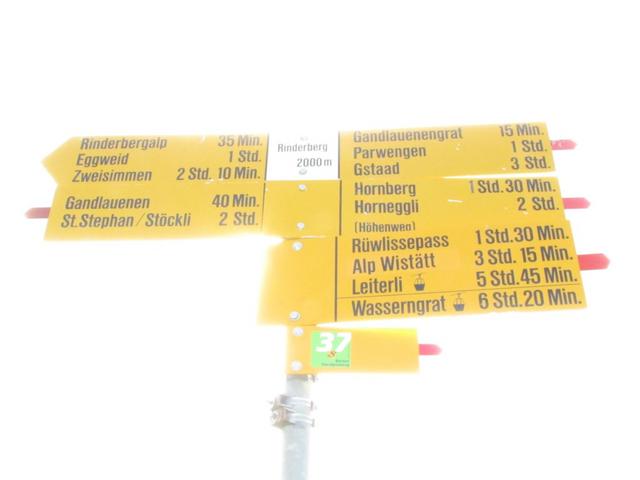 Rinderbergalp 35 Min.
Eggweid 1 Std.
Zweisimmen 2 Std. 10 Min.
Gandlauenen 40 Min.
St.Stephan/Stöckli 2 Std.
Rinderberg
2000m
Gandlauenengrat 15 Min.
Parwengen 1 Std.
Gstaad 3 Std.
Hornberg 1 Std. 30 Min.
Horneggli 2 Std.
(Höhenweg)
Rüwlissepass 1 Std. 30 Min.
Alp Wistätt 3 Std. 15 Min.
Leiterli 5 Std. 45 Min.
Wasserngrat 6 Std. 20 Min.
37